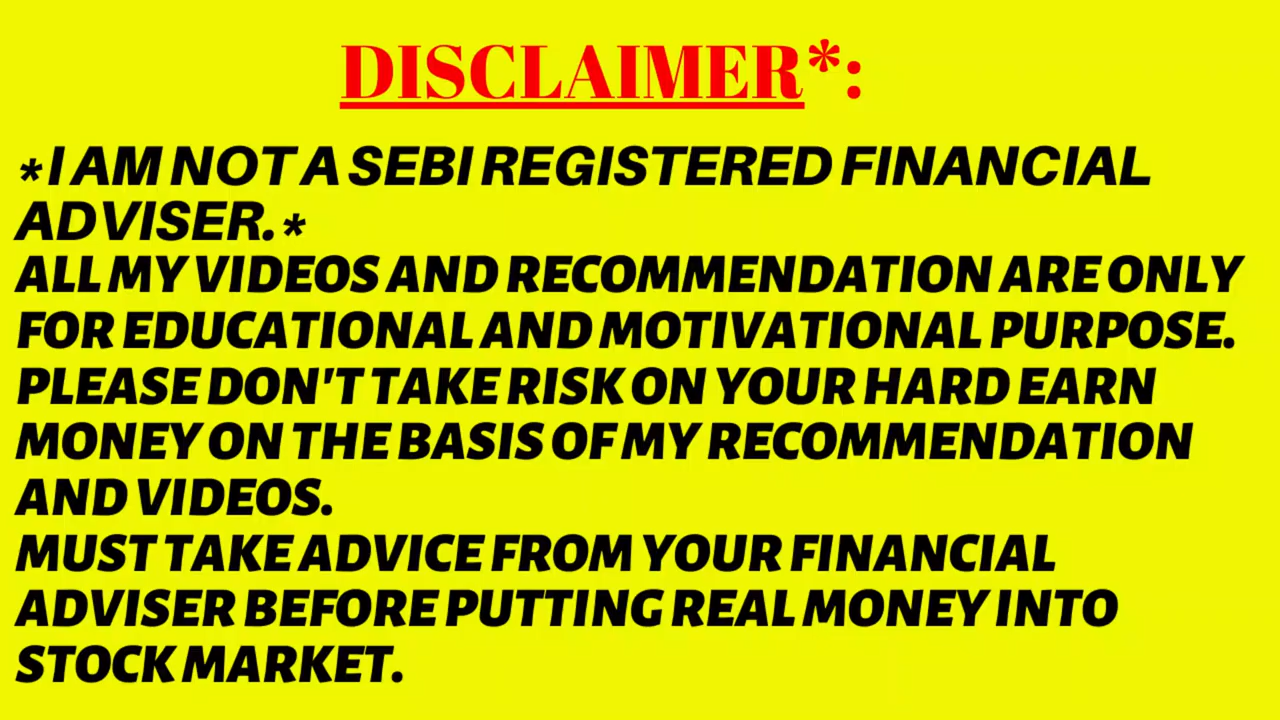 DISCLAIMER*:
*I AM NOT A SEBI REGISTERED FINANCIAL
ADVISER.*
ALL MY VIDEOS AND RECOMMENDATION ARE ONLY
FOR EDUCATIONAL AND MOTIVATIONAL PURPOSE.
PLEASE DON'T TAKE RISK ON YOUR HARD EARN
MONEY ON THE BASIS OF MY RECOMMENDATION
AND VIDEOS.
MUST TAKE ADVICE FROM YOUR FINANCIAL
ADVISER BEFORE PUTTING REAL MONEY INTO
STOCK MARKET.